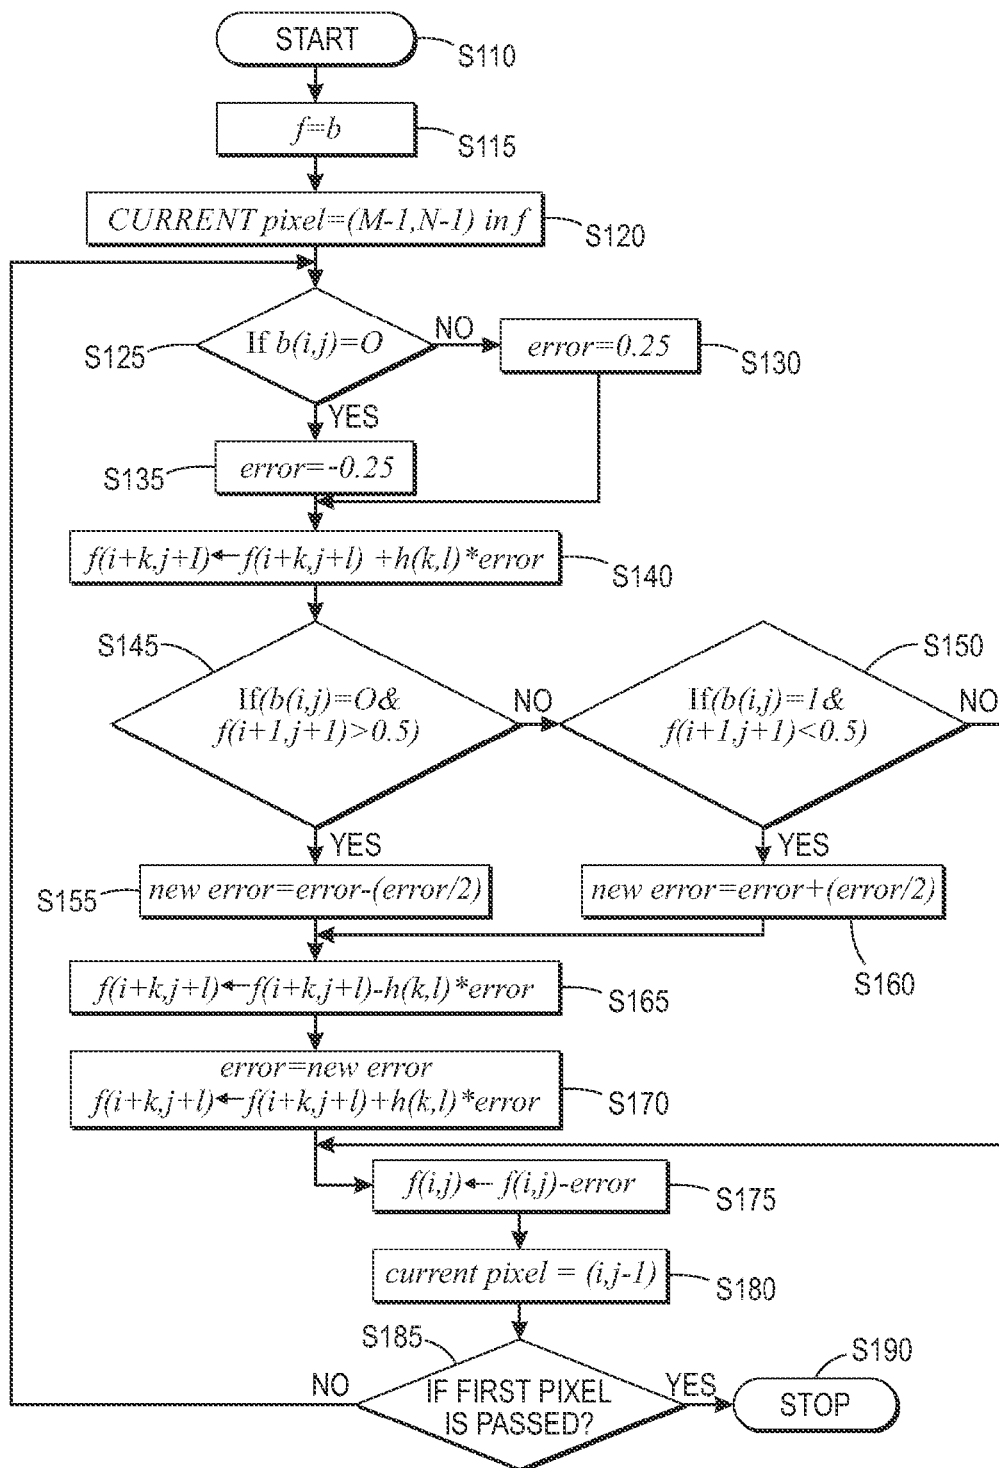 START
S110
f=b
S115
CURRENT pixel=(M-1,N-1) in f
S120
If b(i,j)=O
S125
NO
error=0.25
S130
YES
error=-0.25
S135
f(i+k,j+I)←f(i+k,j+l) +h(k,l)*error
S140
S145
If(b(i,j)=O&
f(i+1,j+1)>0.5)
NO
S150
If(b(i,j)=1&
f(i+1,j+1)<0.5)
NO
YES
YES
S155
new error=error-(error/2)
new error=error+(error/2)
S160
f(i+k,j+l)←f(i+k,j+l)-h(k,l)*error
S165
error=new error
f(i+k,j+l)←f(i+k,j+l)+h(k,l)*error
S170
f(i,j)← f(i,j)-error
S175
current pixel = (i,j-1)
S180
S185
NO
IF FIRST PIXEL
IS PASSED?
YES
S190
STOP